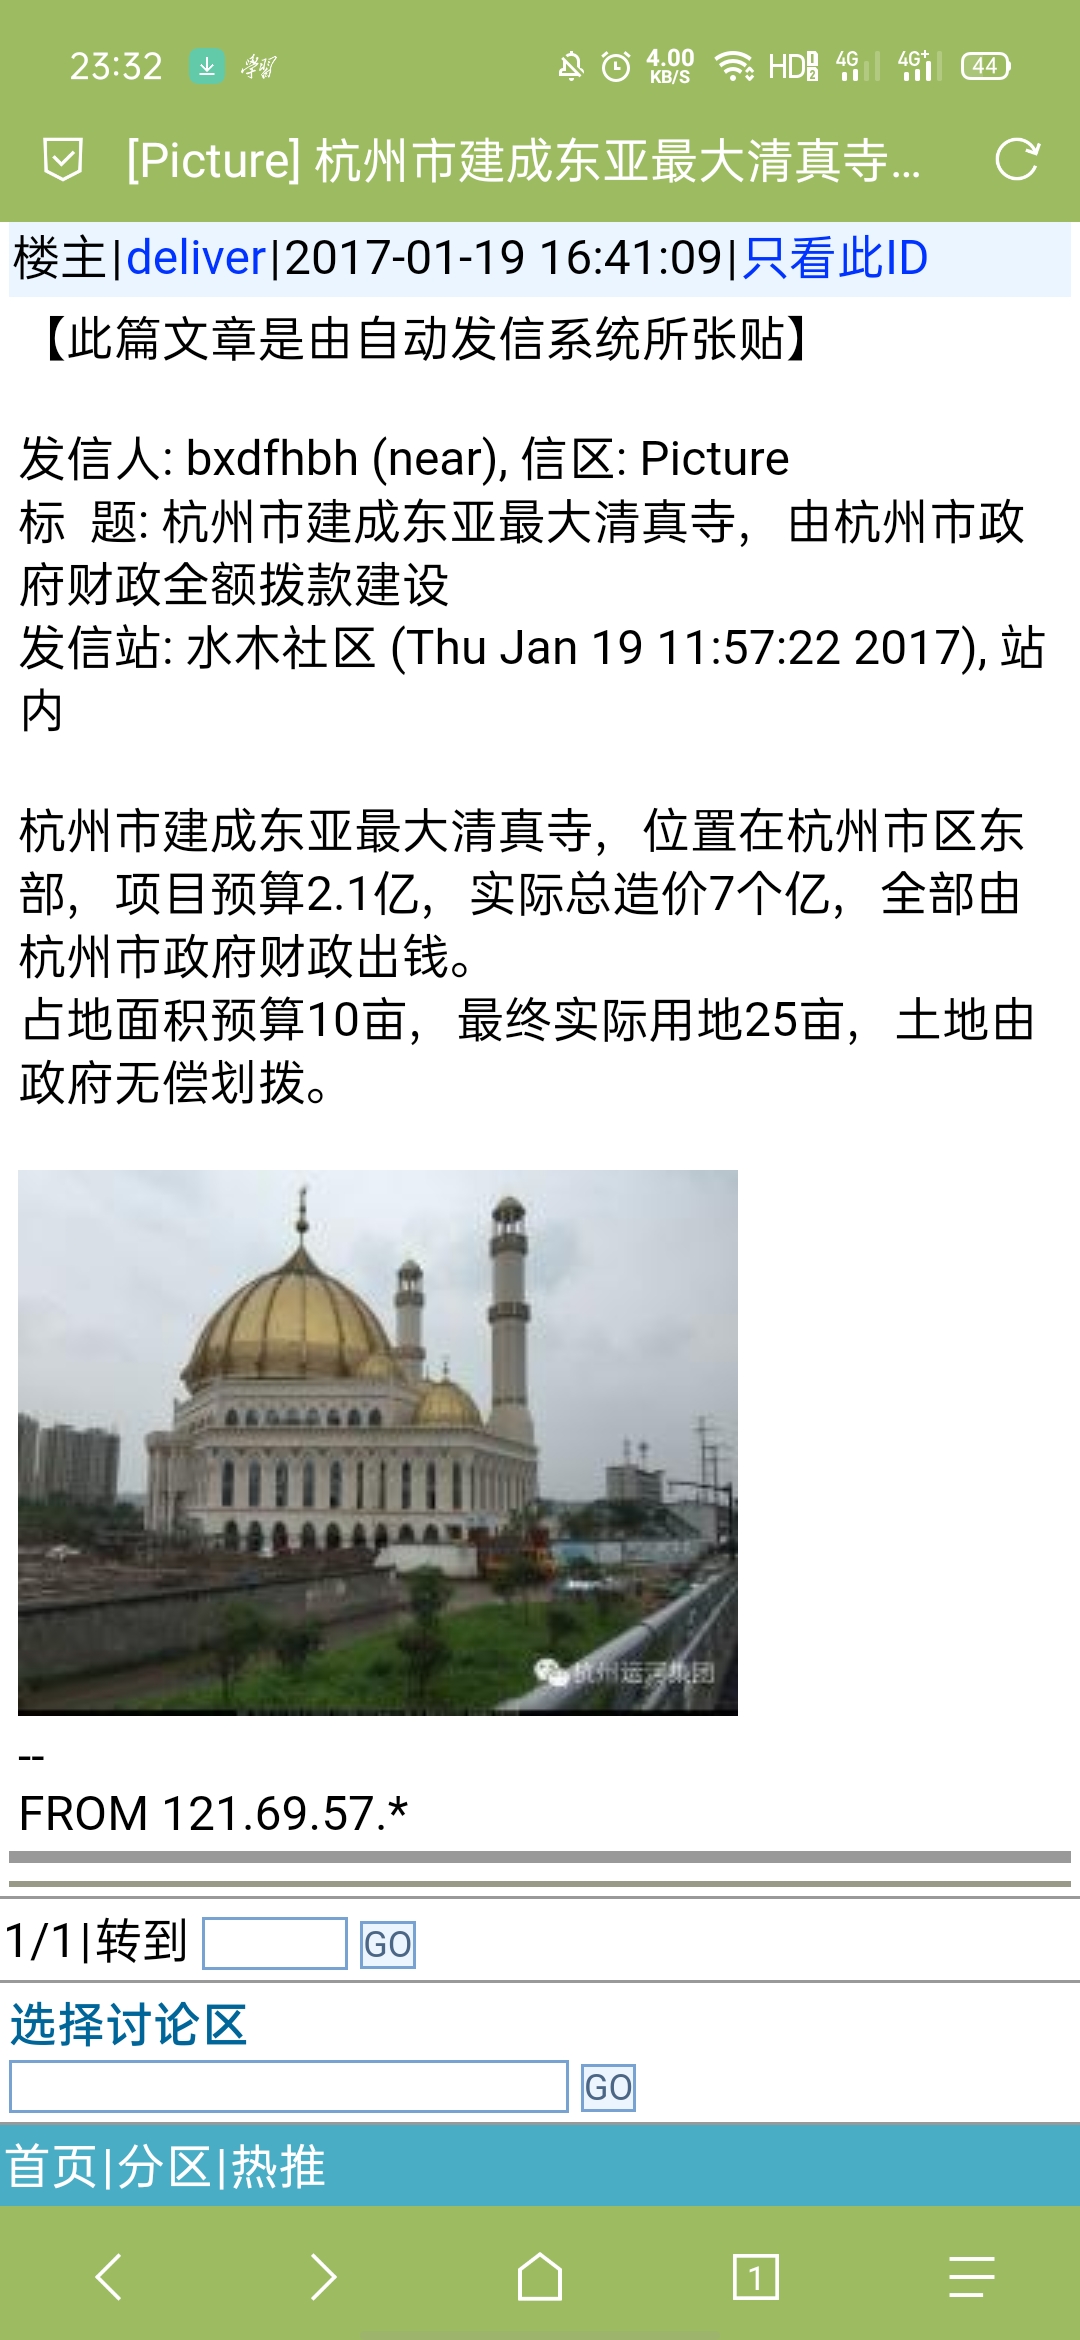 23:32 學習 4.00 KB/S HD 1 2 4G 4G+ 44
[Picture] 杭州市建成东亚最大清真寺...
楼主|deliver|2017-01-19 16:41:09|只看此ID
【此篇文章是由自动发信系统所张贴】
发信人: bxdfhbh (near), 信区: Picture
标 题: 杭州市建成东亚最大清真寺，由杭州市政
府财政全额拨款建设
发信站: 水木社区 (Thu Jan 19 11:57:22 2017), 站
内
杭州市建成东亚最大清真寺，位置在杭州市区东
部，项目预算2.1亿，实际总造价7个亿，全部由
杭州市政府财政出钱。
占地面积预算10亩，最终实际用地25亩，土地由
政府无偿划拨。
杭州运河集团
--
FROM 121.69.57.*
1/1|转到 GO
选择讨论区
GO
首页|分区|热推
1